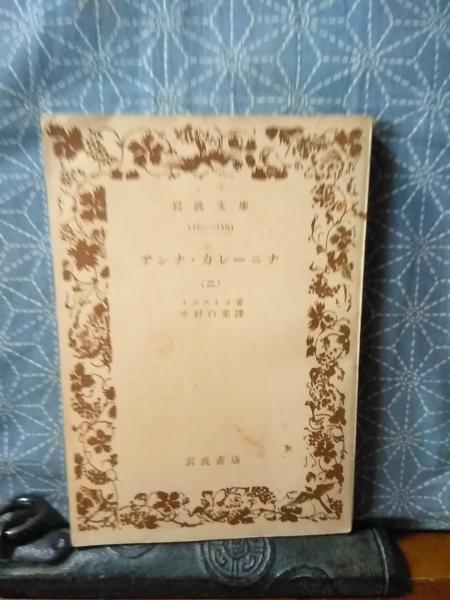 岩波文庫
アンナ・カレーニナ
トルストイ著
中村白葉譯
岩波書店